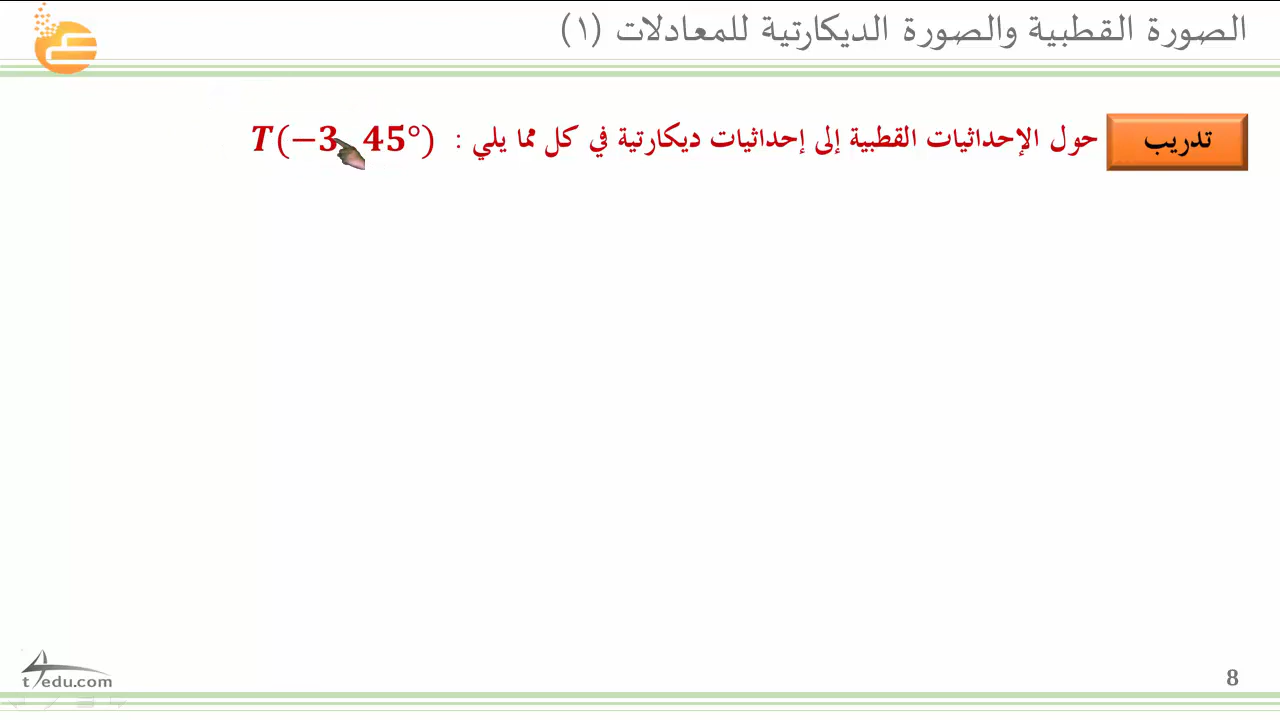 الصورة القطبية والصورة الديكارتية للمعادلات (١)
تدريب
حول الإحداثيات القطبية إلى إحداثيات ديكارتية في كل مما يلي : T(−3, 45°)
t4edu.com
8